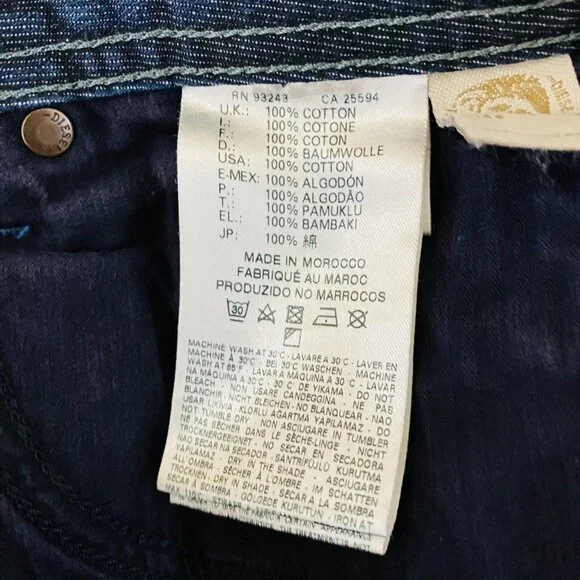 DIESEL
RN 93243 CA 25594
U.K.: 100% COTTON
I.: 100% COTONE
F.: 100% COTON
D.: 100% BAUMWOLLE
USA: 100% COTTON
E-MEX: 100% ALGODÓN
P.: 100% ALGODÃO
T.: 100% PAMUKLU
EL.: 100% BAMBAKI
JP: 100% 綿
MADE IN MOROCCO
FABRIQUÉ AU MAROC
PRODUZIDO NO MARROCOS
30
MACHINE WASH AT 30°C - LAVARE A 30°C - LAVER EN
MACHINE À 30°C - BEI 30°C WASCHEN - MACHINE
WASH AT 85°F - LAVAR A MÁQUINA A 30°C - LAVAR
NA MÁQUINA A 30°C - 30°C DE YIKAMA - DO NOT
BLEACH - NON USARE CANDEGGINA - NE PAS
BLANCHIR - NICHT BLEICHEN - NO BLANQUEAR - NÃO
USAR LIXIVIA - KLORLU AGARTMA YAPILAMAZ - DO
NOT TUMBLE DRY - NON ASCIUGARE IN TUMBLER
NE PAS SÉCHER DANS LE SÈCHE-LINGE - NICHT
TROCKNERGEEIGNET - NO SECAR EN SECADORA
NÃO SECAR NA SECADOR - SANTRIFÜJLÜ KURUTMA
YAPILAMAZ - DRY IN THE SHADE - ASCIUGARE
ALL'OMBRA - SÉCHER À L'OMBRE - IM SCHATTEN
TROCKNEN - DRY IN SHADE - SECAR A LA SOMBRA
SECAR À SOMBRA - GÖLGEDE KURUTUN - IRON AT